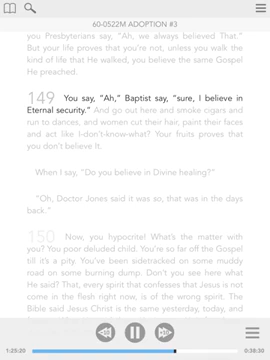 60-0522M ADOPTION #3
you Presbyterians say, “Ah, we always believed That.”
But your life proves that you’re not, unless you walk the
kind of life that He walked, you believe the same Gospel
He preached.
149 You say, “Ah,” Baptist say, “sure, I believe in
Eternal security.” And go out here and smoke cigars and
run to dances, and women cut their hair, paint their faces
and act like I-don’t-know-what? Your fruits proves that
you don’t believe It.
When I say, “Do you believe in Divine healing?”
“Oh, Doctor Jones said it was so, that was in the days
back.”
150 Now, you hypocrite! What’s the matter with
you? You poor deluded child. You’re so far off the Gospel
till it’s a pity. You’ve been sidetracked on some muddy
road on some burning dump. Don’t you see here what
He said? That, every spirit that confesses that Jesus is not
come in the flesh right now, is of the wrong spirit. The
Bible said Jesus Christ is the same yesterday, today, and
1:25:20
0:38:30